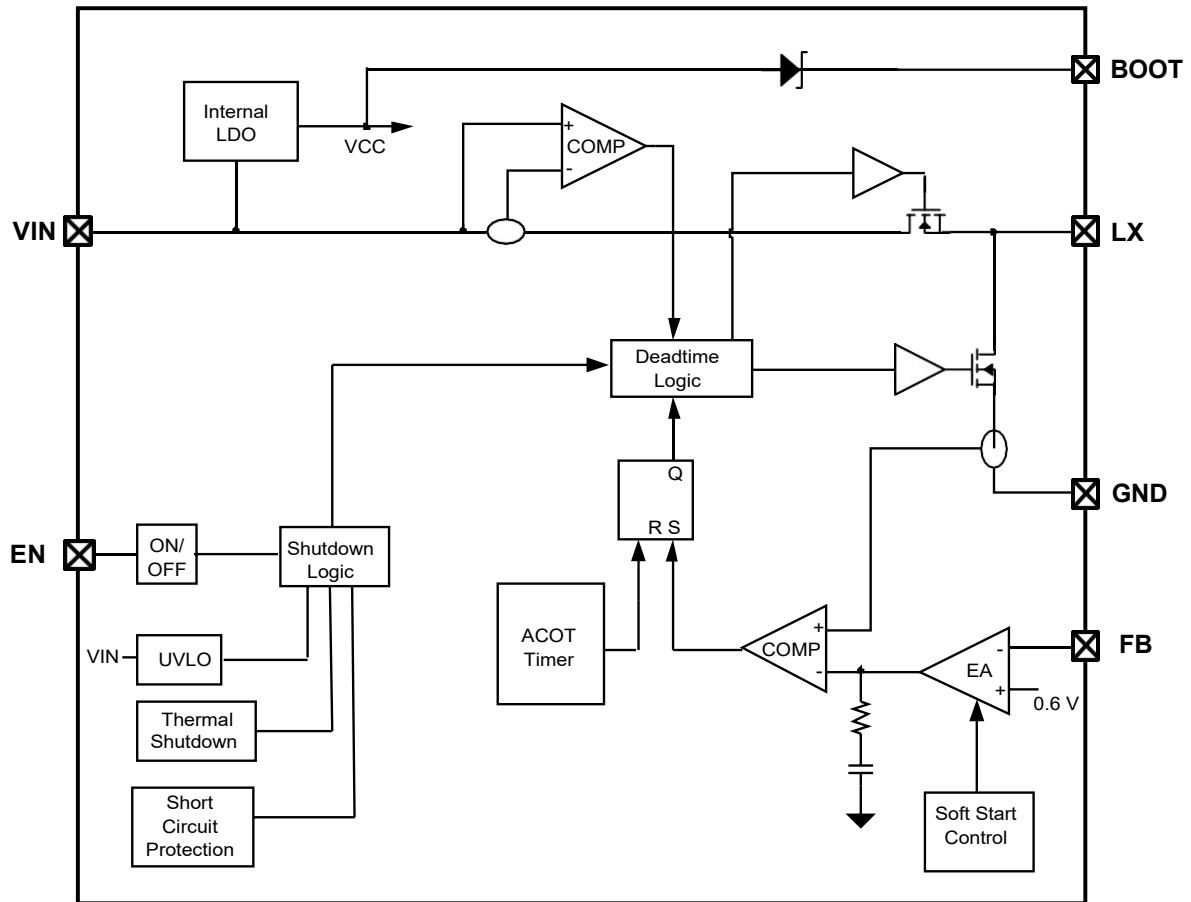 BOOT
Internal
LDO
VCC
+
COMP
-
VIN
LX
Deadtime
Logic
Q
R S
GND
EN
ON/
OFF
Shutdown
Logic
ACOT
Timer
+
COMP
-
-
EA
+
0.6 V
FB
VIN
UVLO
Thermal
Shutdown
Short
Circuit
Protection
Soft Start
Control